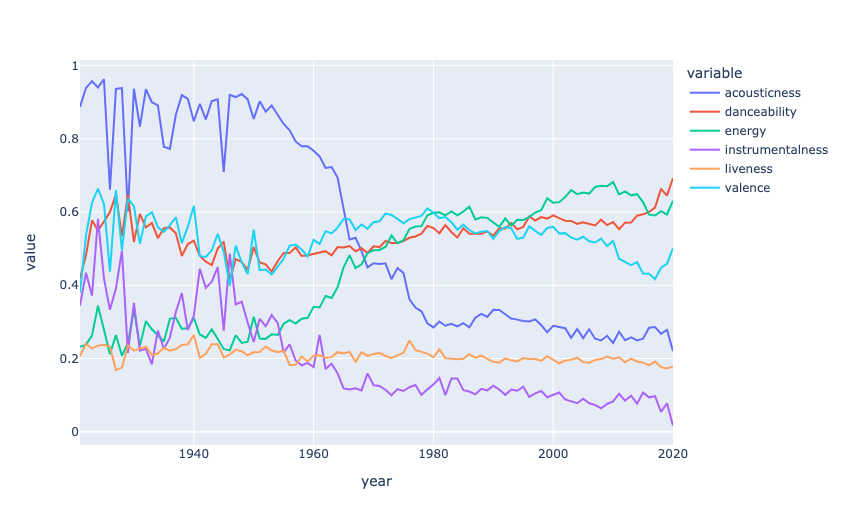 variable
acousticness
danceability
energy
instrumentalness
liveness
valence
1
0.8
0.6
0.4
0.2
0
value
1940 1960 1980 2000 2020
year